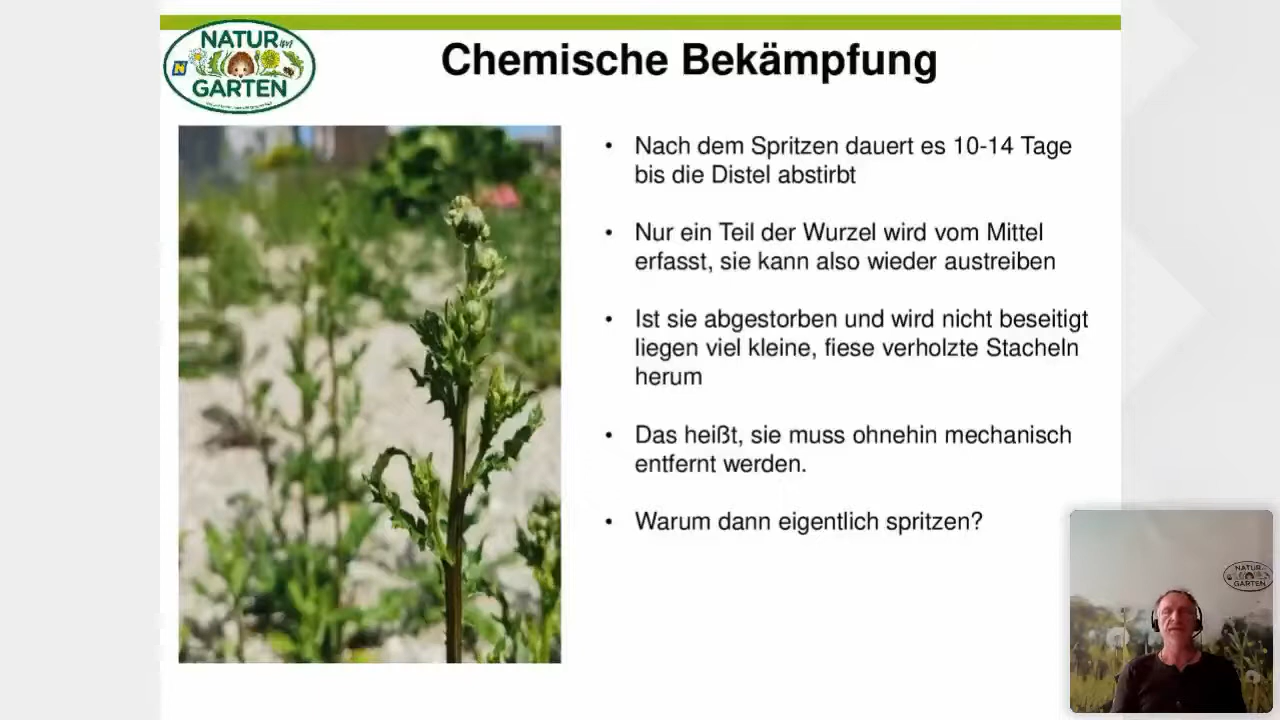 NATUR im
GARTEN
Chemische Bekämpfung
• Nach dem Spritzen dauert es 10-14 Tage
bis die Distel abstirbt
• Nur ein Teil der Wurzel wird vom Mittel
erfasst, sie kann also wieder austreiben
• Ist sie abgestorben und wird nicht beseitigt
liegen viel kleine, fiese verholzte Stacheln
herum
• Das heißt, sie muss ohnehin mechanisch
entfernt werden.
• Warum dann eigentlich spritzen?
NATUR
GARTEN